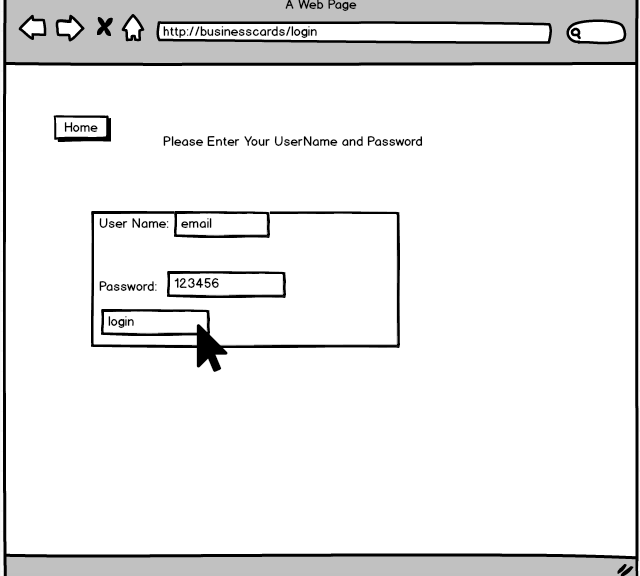 A Web Page
http://businesscards/login
Home
Please Enter Your UserName and Password
User Name: email
Password: 123456
login